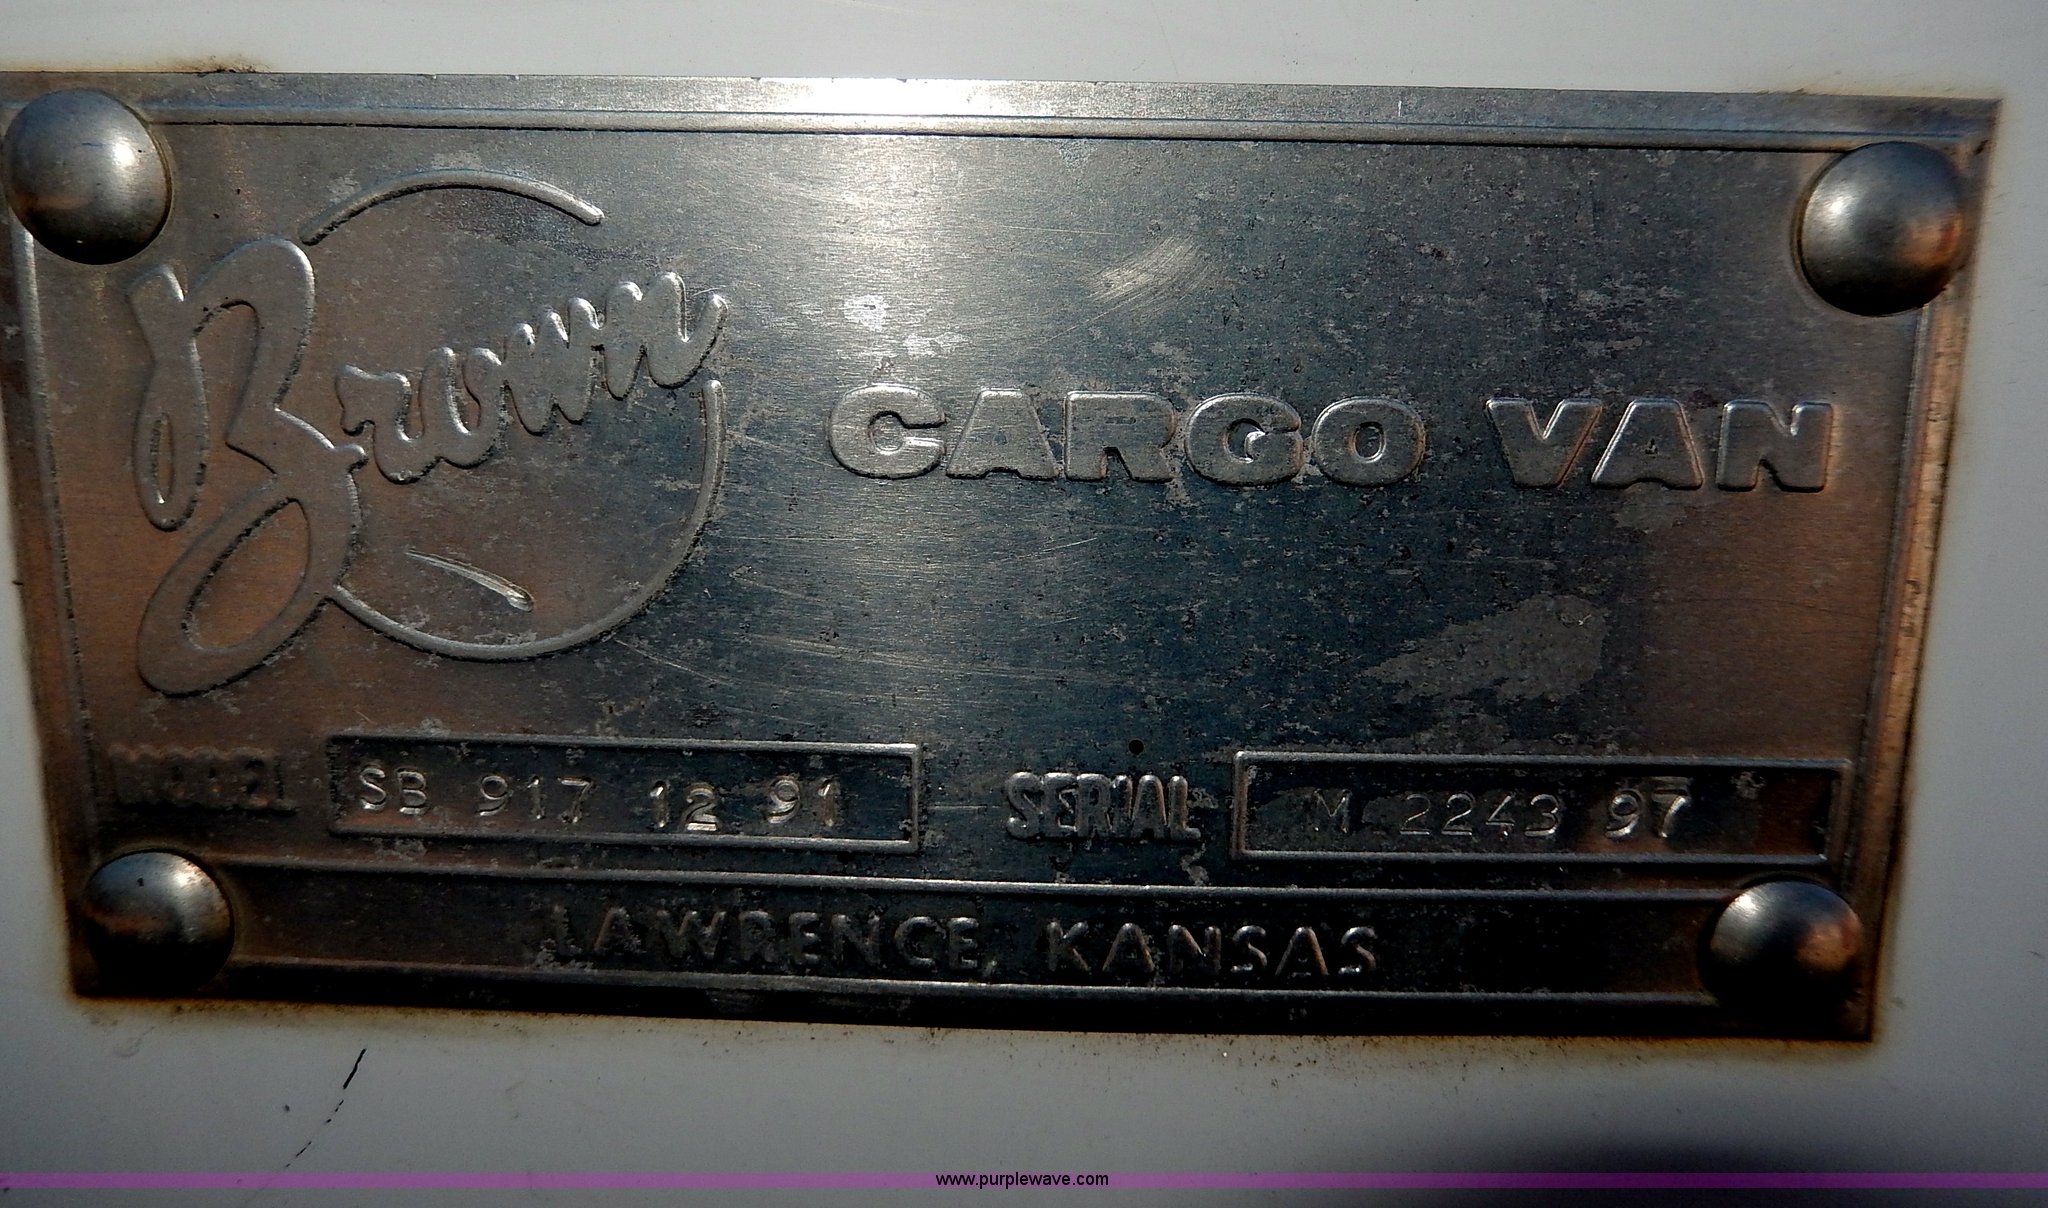 Brown
CARGO VAN
MODEL SB 917 12 91 SERIAL M 2243 97
LAWRENCE, KANSAS
www.purplewave.com